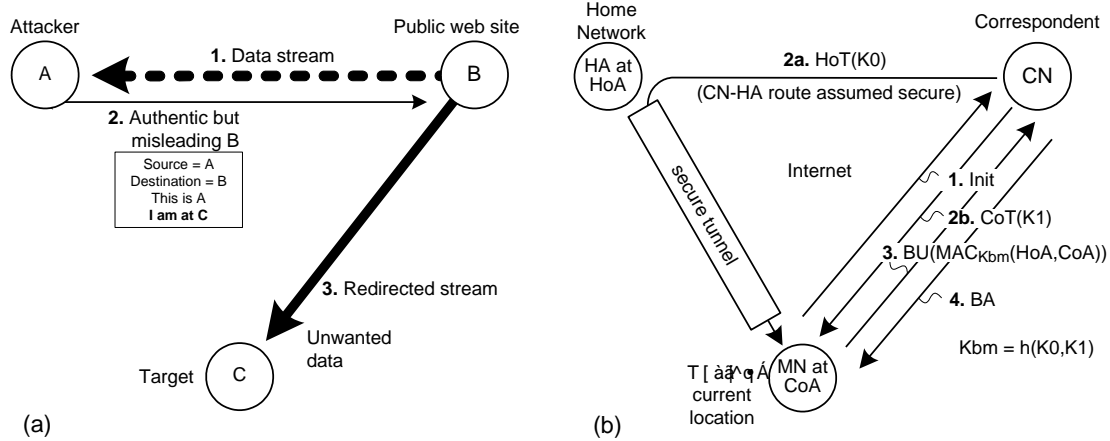 Attacker
A
Public web site
B
1. Data stream
2. Authentic but
misleading B
Source = A
Destination = B
This is A
I am at C
3. Redirected stream
Unwanted
data
Target
C
(a)
Home
Network
HA at
HoA
Correspondent
CN
2a. HoT(K0)
(CN-HA route assumed secure)
secure tunnel
Internet
1. Init
2b. CoT(K1)
3. BU(MACKbm(HoA,CoA))
4. BA
Kbm = h(K0,K1)
MN at
CoA
current
location
(b)